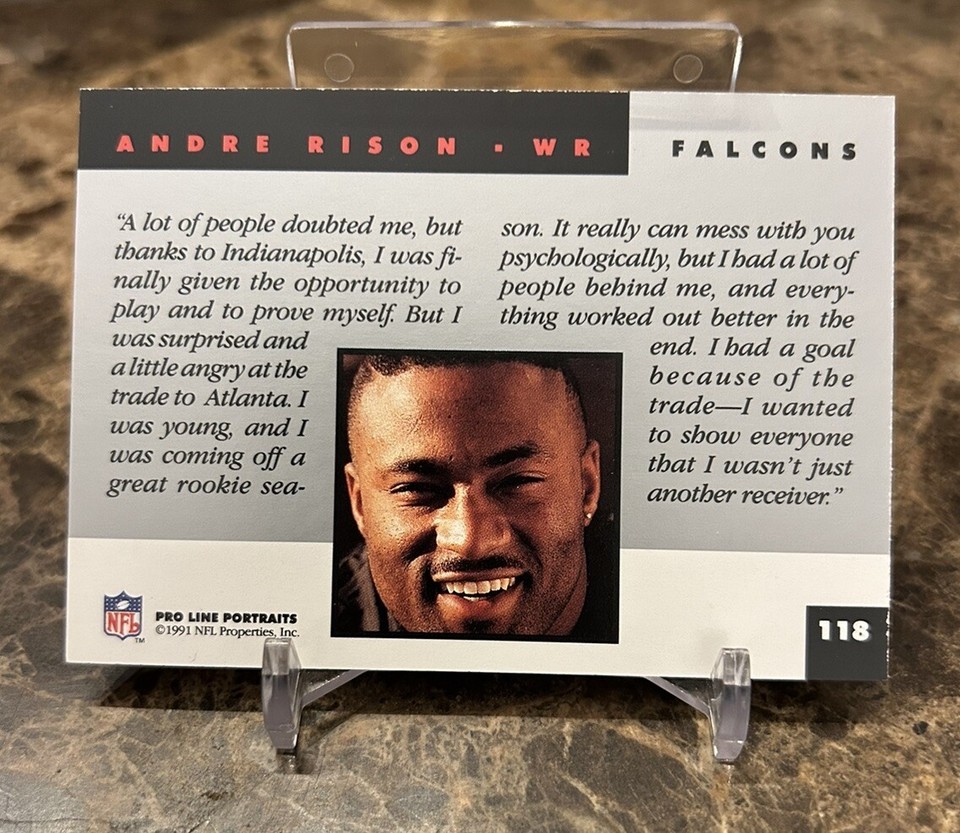 ANDRE RISON ▪ WR
FALCONS
“A lot of people doubted me, but
thanks to Indianapolis, I was fi-
nally given the opportunity to
play and to prove myself. But I
was surprised and
a little angry at the
trade to Atlanta. I
was young, and I
was coming off a
great rookie sea-
son. It really can mess with you
psychologically, but I had a lot of
people behind me, and every-
thing worked out better in the
end. I had a goal
because of the
trade—I wanted
to show everyone
that I wasn’t just
another receiver.”
NFL
TM
PRO LINE PORTRAITS
©1991 NFL Properties, Inc.
118